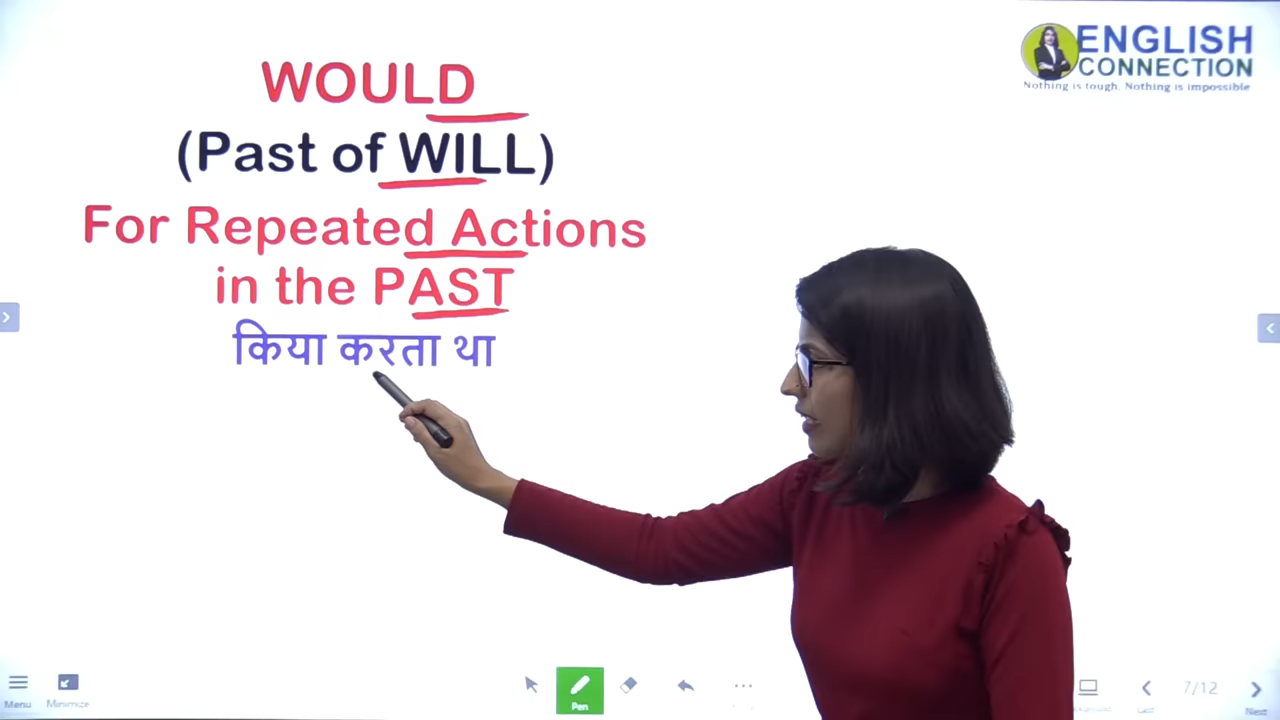 ENGLISH
CONNECTION
Nothing is tough. Nothing is impossible
WOULD
(Past of WILL)
For Repeated Actions
in the PAST
किया करता था
Menu
Minimize
Pen
7/12
Next